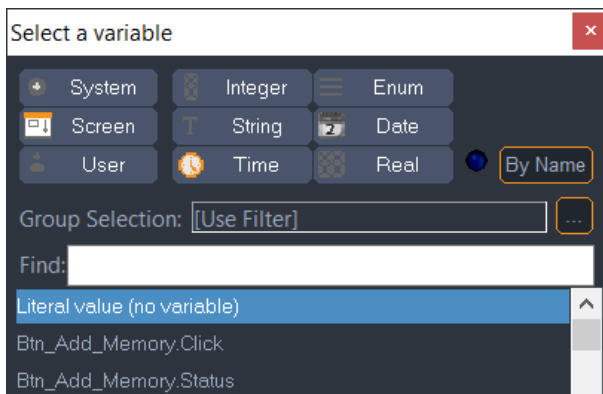 Select a variable
System Integer Enum
Screen String Date
User Time Real By Name
Group Selection: [Use Filter] ...
Find:
Literal value (no variable)
Btn_Add_Memory.Click
Btn_Add_Memory.Status